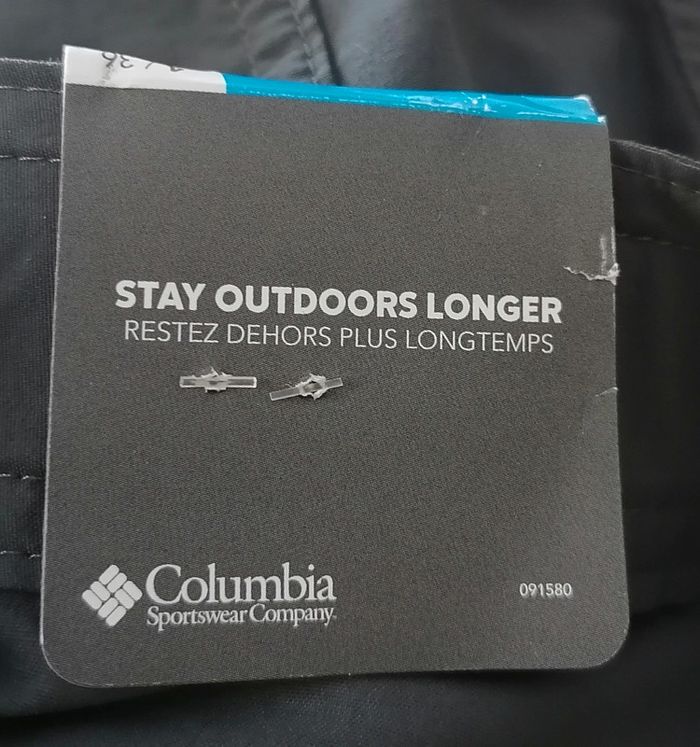 STAY OUTDOORS LONGER
RESTEZ DEHORS PLUS LONGTEMPS
Columbia
Sportswear Company
091580